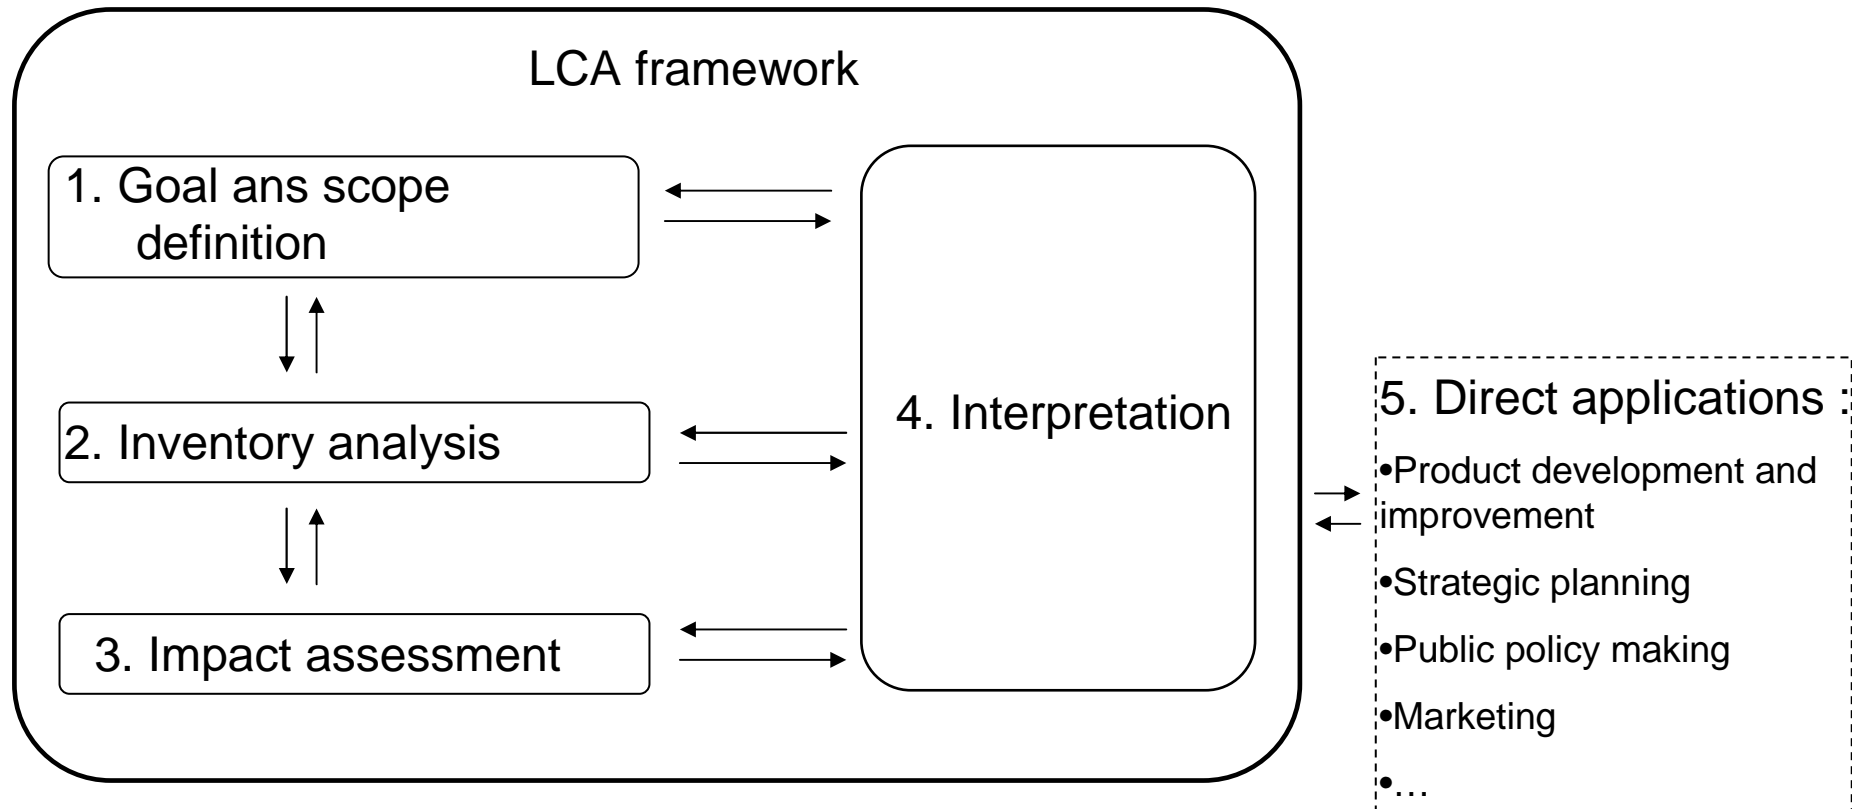 LCA framework
1. Goal ans scope
definition
2. Inventory analysis
3. Impact assessment
4. Interpretation
5. Direct applications :
•Product development and
improvement
•Strategic planning
•Public policy making
•Marketing
•…